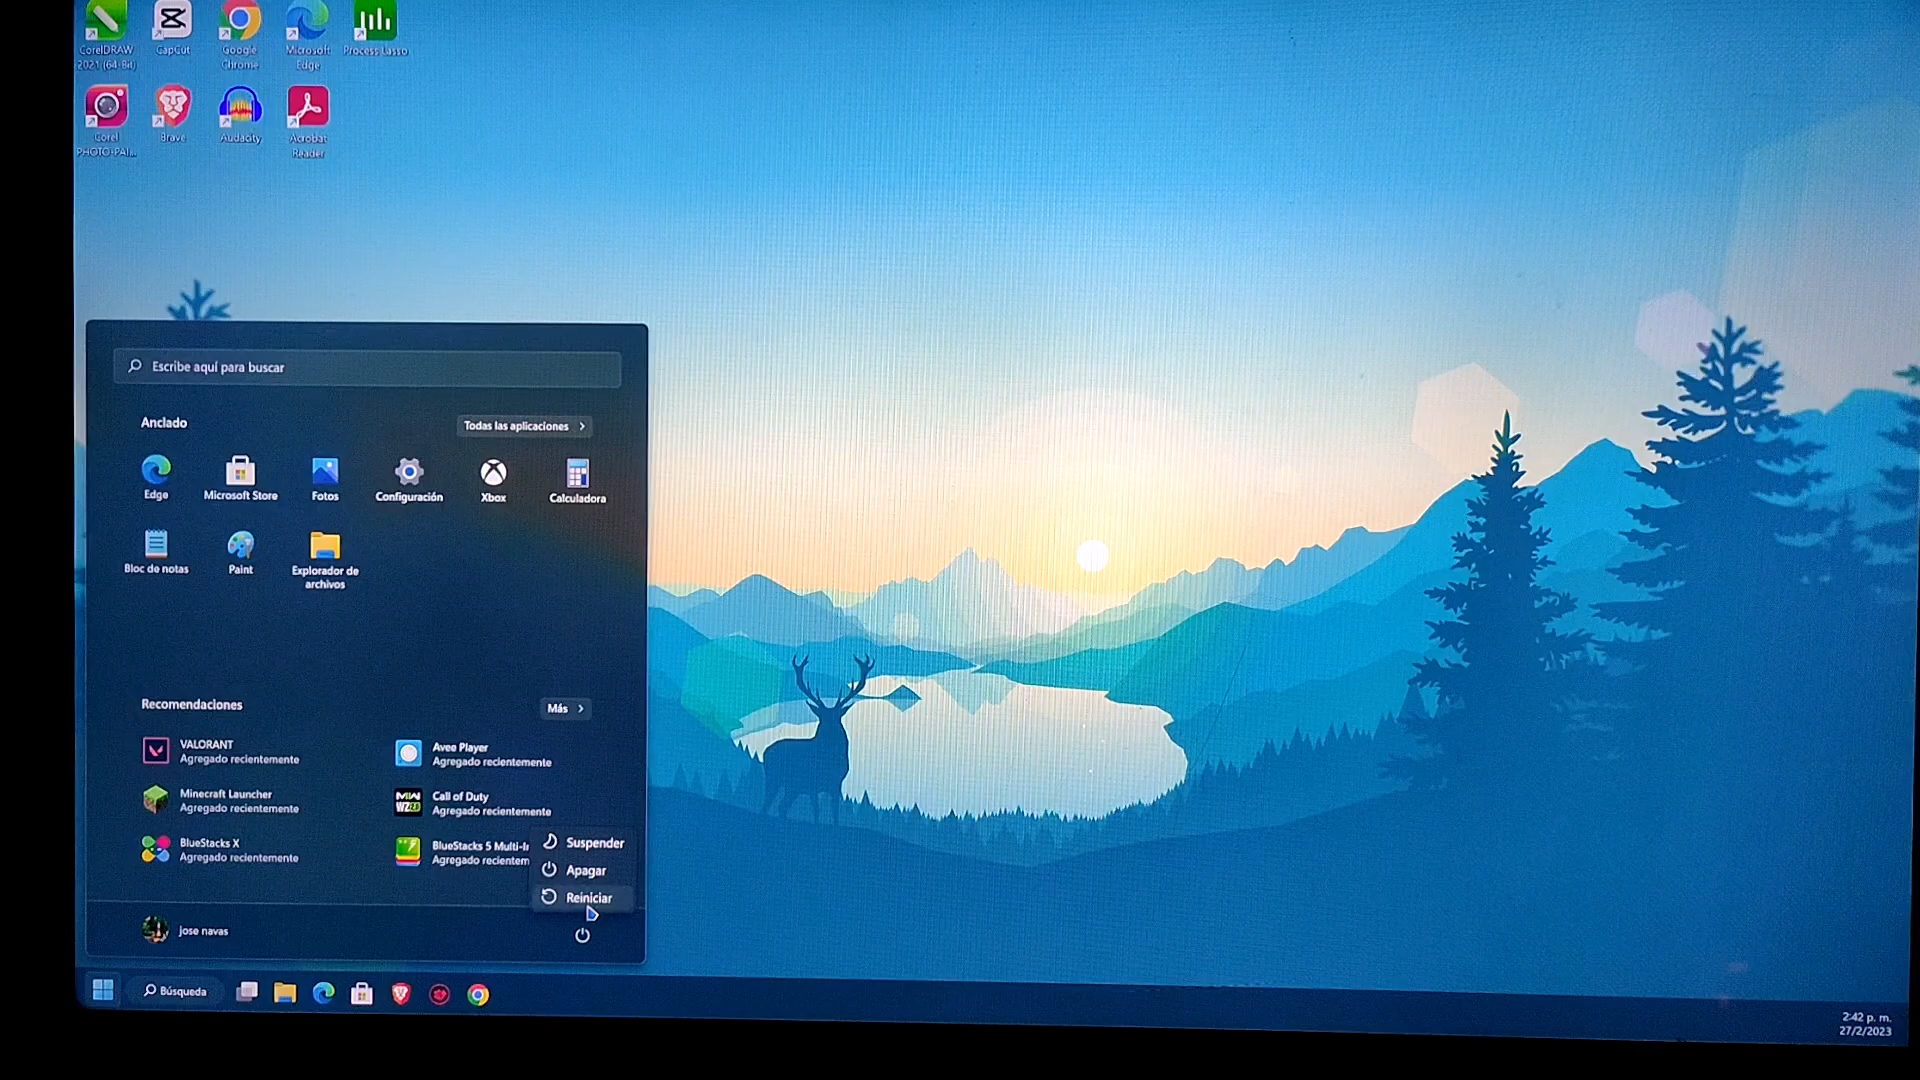 CorelDRAW
2021 (64-Bit)
CapCut
Google
Chrome
Microsoft
Edge
Process Lasso
Corel
PHOTO-PAI...
Brave
Audacity
Acrobat
Reader
Escribe aquí para buscar
Anclado
Todas las aplicaciones
Edge
Microsoft Store
Fotos
Configuración
Xbox
Calculadora
Bloc de notas
Paint
Explorador de
archivos
Recomendaciones
Más
VALORANT
Agregado recientemente
Avee Player
Agregado recientemente
Minecraft Launcher
Agregado recientemente
MW
WZ2.0
Call of Duty
Agregado recientemente
BlueStacks X
Agregado recientemente
BlueStacks 5 Multi-In
Agregado recientem
Suspender
Apagar
Reiniciar
jose navas
Búsqueda
2:42 p. m.
27/2/2023